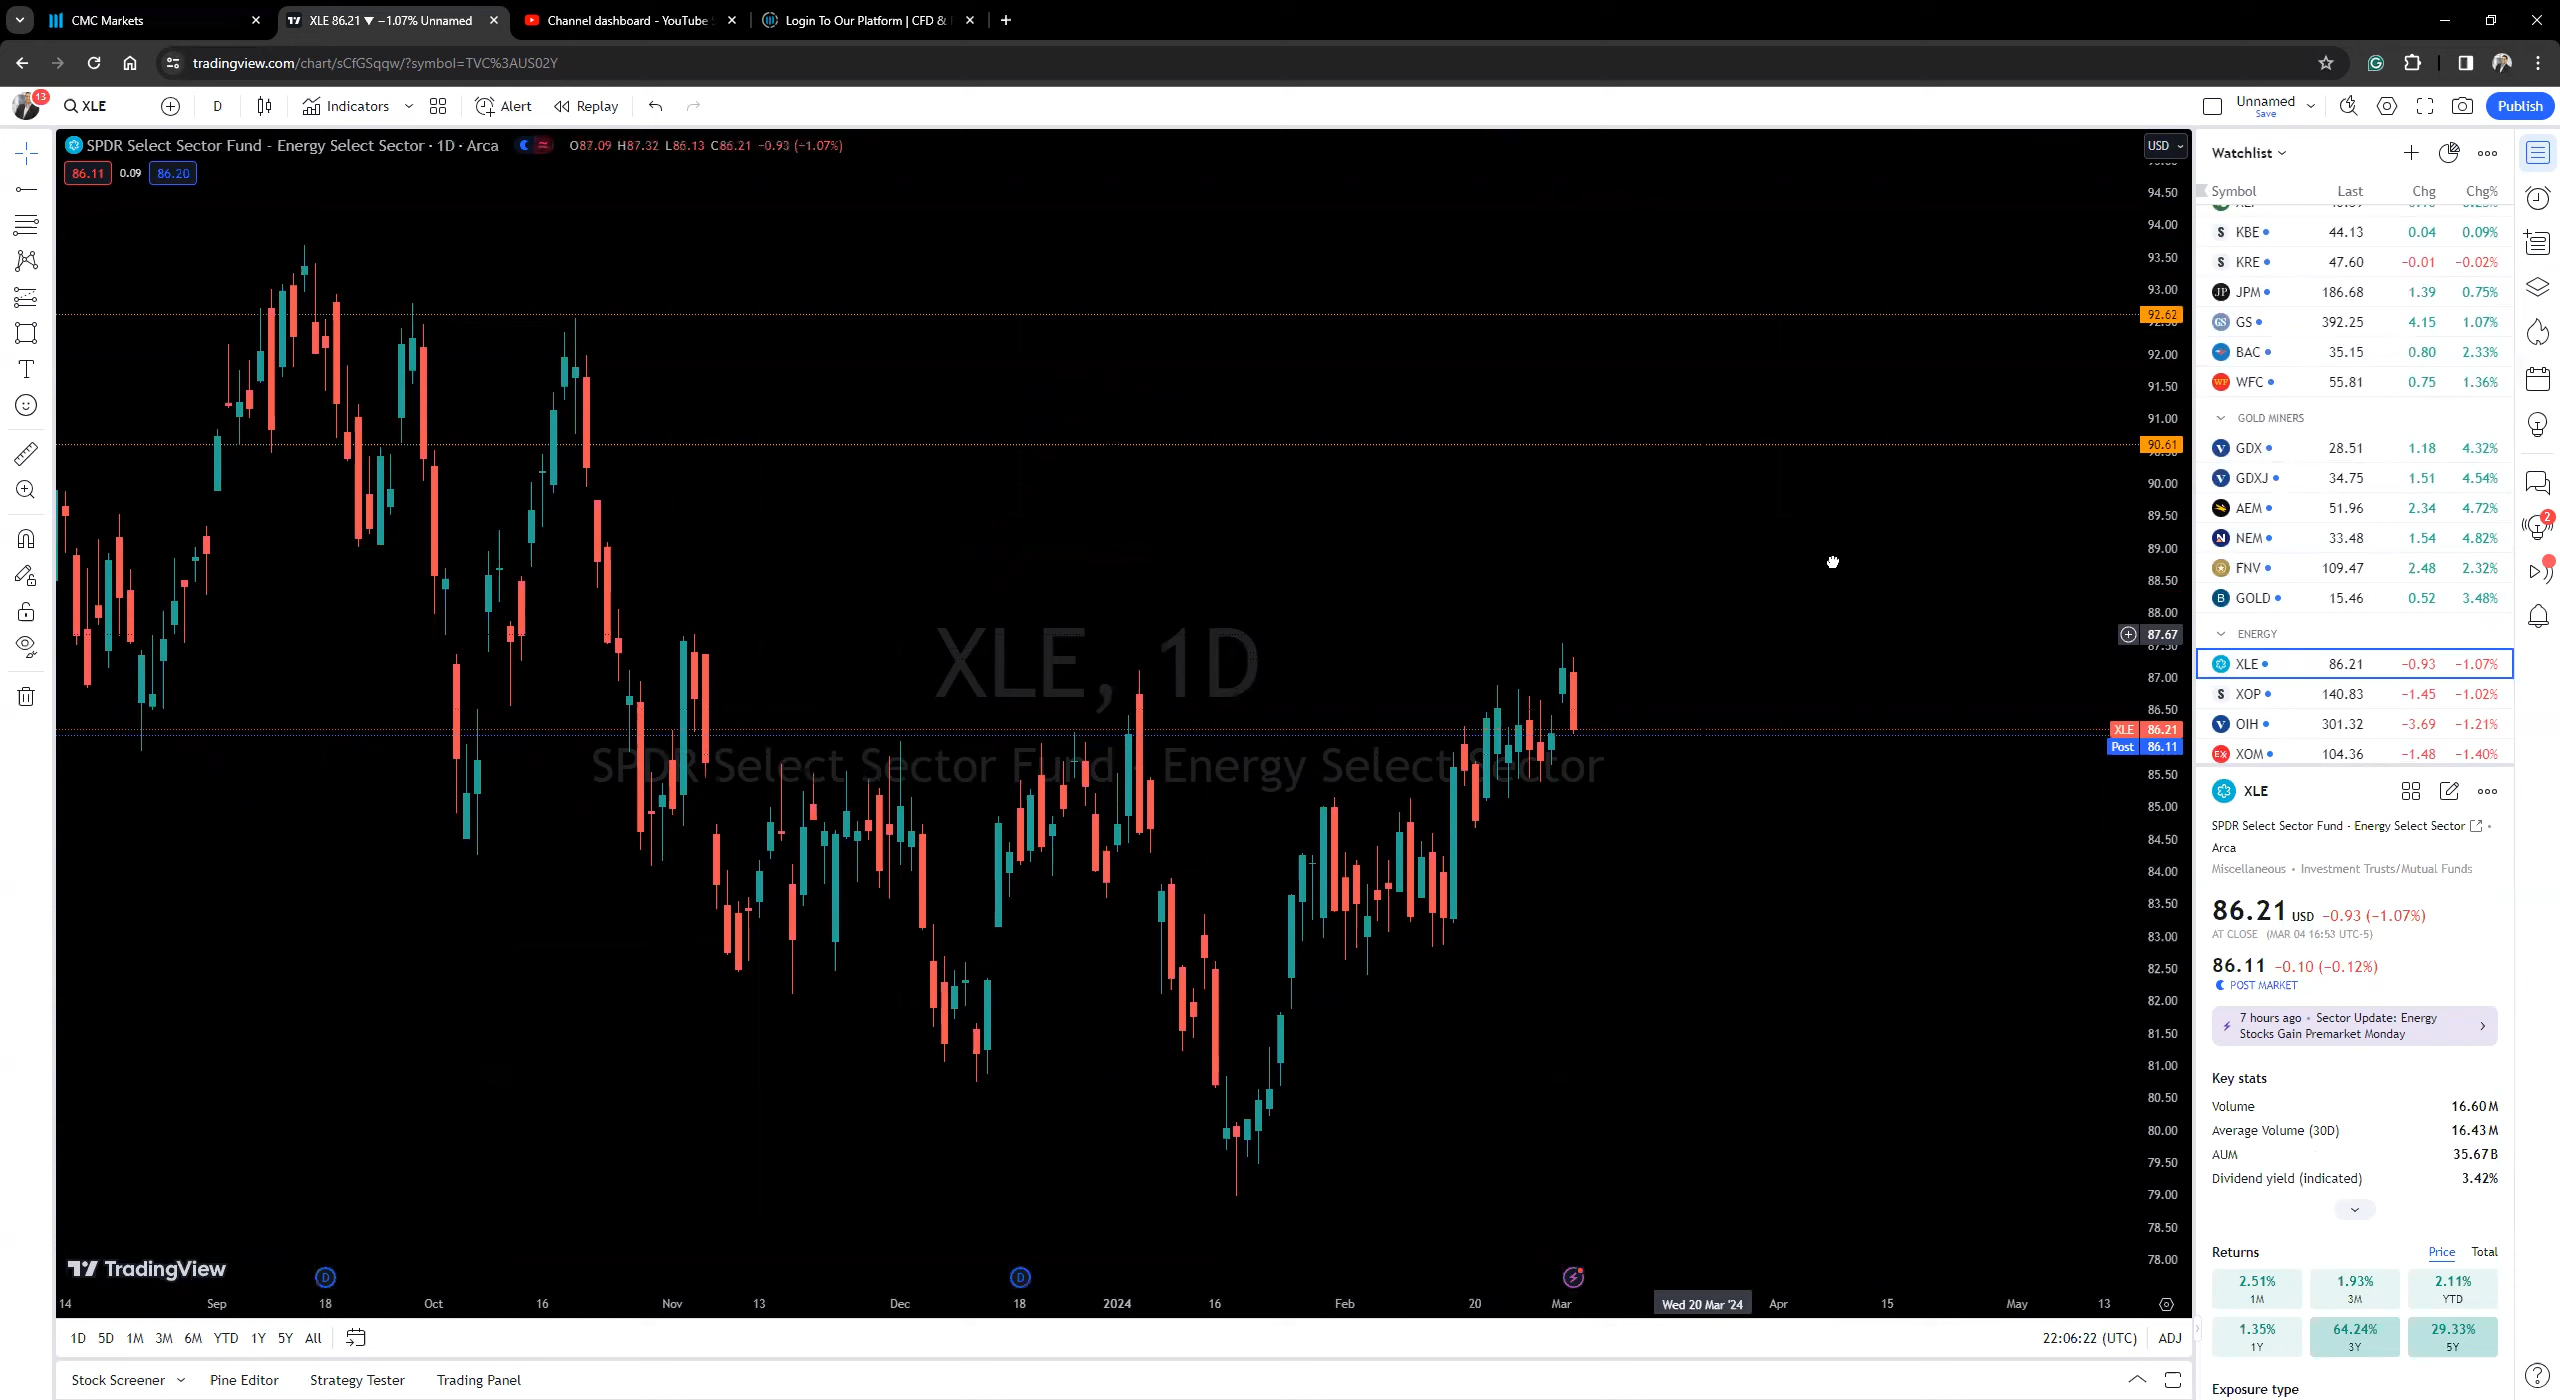 CMC Markets
XLE 86.21 ▼ −1.07% Unnamed
Channel dashboard - YouTube
Login To Our Platform | CFD &
tradingview.com/chart/sCfGSqqw/?symbol=TVC%3AUS02Y
13
XLE
D
Indicators
Alert
Replay
Unnamed
Save
Publish
SPDR Select Sector Fund - Energy Select Sector · 1D · Arca
O87.09 H87.32 L86.13 C86.21 −0.93 (−1.07%)
USD
86.11 0.09 86.20
94.50
94.00
93.50
93.00
92.62
92.00
91.50
91.00
90.61
90.00
89.50
89.00
88.50
88.00
87.67
87.00
86.50
XLE 86.21
Post 86.11
85.50
85.00
84.50
84.00
83.50
83.00
82.50
82.00
81.50
81.00
80.50
80.00
79.50
79.00
78.50
78.00
XLE, 1D
SPDR Select Sector Fund - Energy Select Sector
TradingView
D
D
14 Sep 18 Oct 16 Nov 13 Dec 18 2024 16 Feb 20 Mar Wed 20 Mar '24 Apr 15 May 13
1D 5D 1M 3M 6M YTD 1Y 5Y All
22:06:22 (UTC) ADJ
Stock Screener Pine Editor Strategy Tester Trading Panel
Watchlist
Symbol Last Chg Chg%
KBE 44.13 0.04 0.09%
KRE 47.60 −0.01 −0.02%
JPM 186.68 1.39 0.75%
GS 392.25 4.15 1.07%
BAC 35.15 0.80 2.33%
WFC 55.81 0.75 1.36%
GOLD MINERS
GDX 28.51 1.18 4.32%
GDXJ 34.75 1.51 4.54%
AEM 51.96 2.34 4.72%
NEM 33.48 1.54 4.82%
FNV 109.47 2.48 2.32%
GOLD 15.46 0.52 3.48%
ENERGY
XLE 86.21 −0.93 −1.07%
XOP 140.83 −1.45 −1.02%
OIH 301.32 −3.69 −1.21%
XOM 104.36 −1.48 −1.40%
XLE
SPDR Select Sector Fund - Energy Select Sector •
Arca
Miscellaneous • Investment Trusts/Mutual Funds
86.21 USD −0.93 (−1.07%)
AT CLOSE (MAR 04 16:53 UTC-5)
86.11 −0.10 (−0.12%)
POST MARKET
7 hours ago • Sector Update: Energy
Stocks Gain Premarket Monday
Key stats
Volume 16.60M
Average Volume (30D) 16.43M
AUM 35.67B
Dividend yield (indicated) 3.42%
Returns Price Total
2.51% 1.93% 2.11%
1M 3M YTD
1.35% 64.24% 29.33%
1Y 3Y 5Y
Exposure type
2